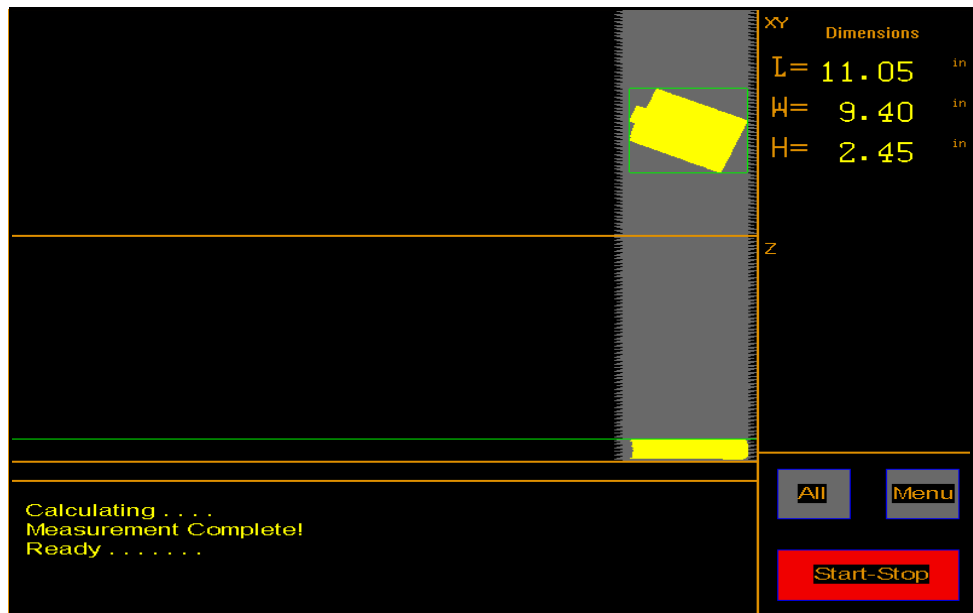 XY
Dimensions
L= 11.05 in
W= 9.40 in
H= 2.45 in
Z
Calculating . . . .
Measurement Complete!
Ready . . . . . . .
All
Menu
Start-Stop